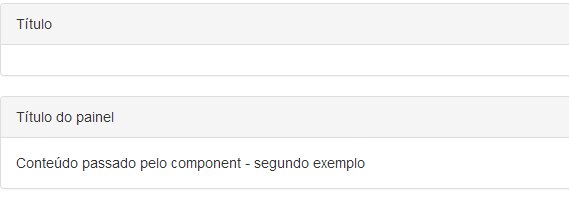 Título
Título do painel
Conteúdo passado pelo component - segundo exemplo